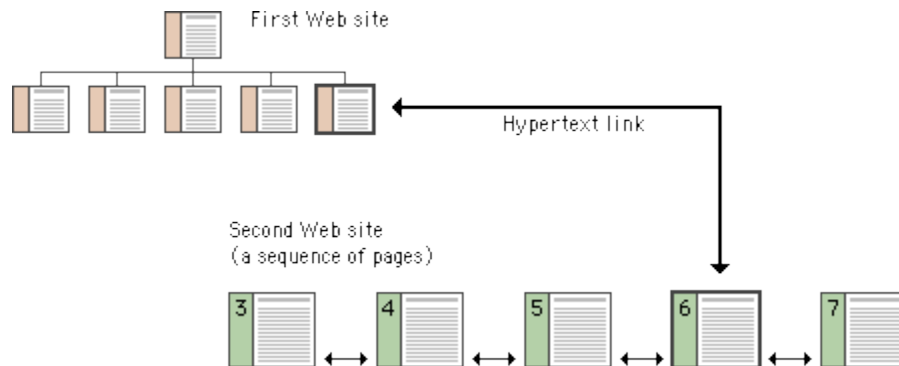 First Web site
Hypertext link
Second Web site
(a sequence of pages)
3 4 5 6 7